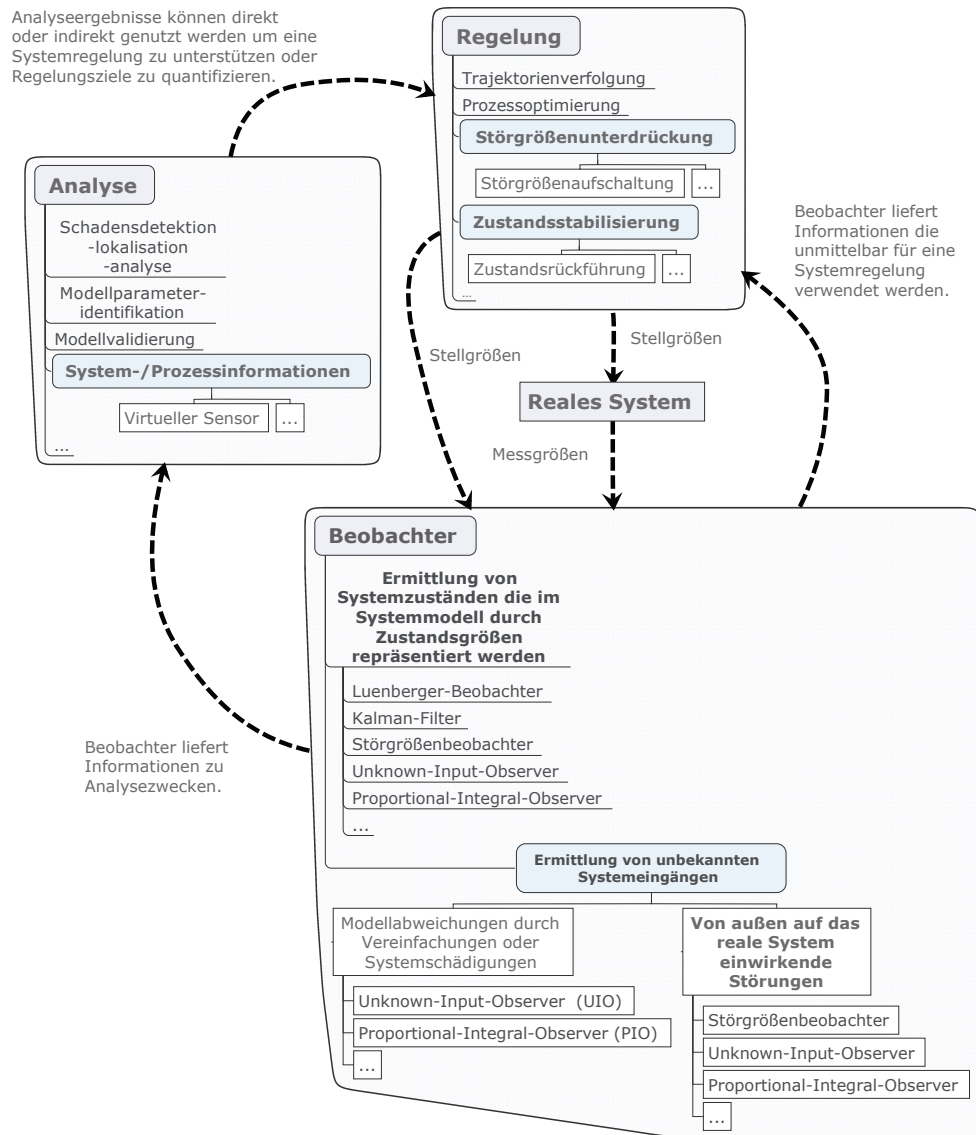 Analyseergebnisse können direkt
oder indirekt genutzt werden um eine
Systemregelung zu unterstützen oder
Regelungsziele zu quantifizieren.
Regelung
Trajektorienverfolgung
Prozessoptimierung
Störgrößenunterdrückung
Störgrößenaufschaltung
...
Zustandsstabilisierung
Zustandsrückführung
...
...
Analyse
Schadensdetektion
-lokalisation
-analyse
Modellparameter-
identifikation
Modellvalidierung
System-/Prozessinformationen
Virtueller Sensor
...
...
Beobachter liefert
Informationen die
unmittelbar für eine
Systemregelung
verwendet werden.
Stellgrößen
Stellgrößen
Reales System
Messgrößen
Beobachter
Ermittlung von
Systemzuständen die im
Systemmodell durch
Zustandsgrößen
repräsentiert werden
Luenberger-Beobachter
Kalman-Filter
Störgrößenbeobachter
Unknown-Input-Observer
Proportional-Integral-Observer
...
Beobachter liefert
Informationen zu
Analysezwecken.
Ermittlung von unbekannten
Systemeingängen
Modellabweichungen durch
Vereinfachungen oder
Systemschädigungen
Unknown-Input-Observer (UIO)
Proportional-Integral-Observer (PIO)
...
Von außen auf das
reale System
einwirkende
Störungen
Störgrößenbeobachter
Unknown-Input-Observer
Proportional-Integral-Observer
...